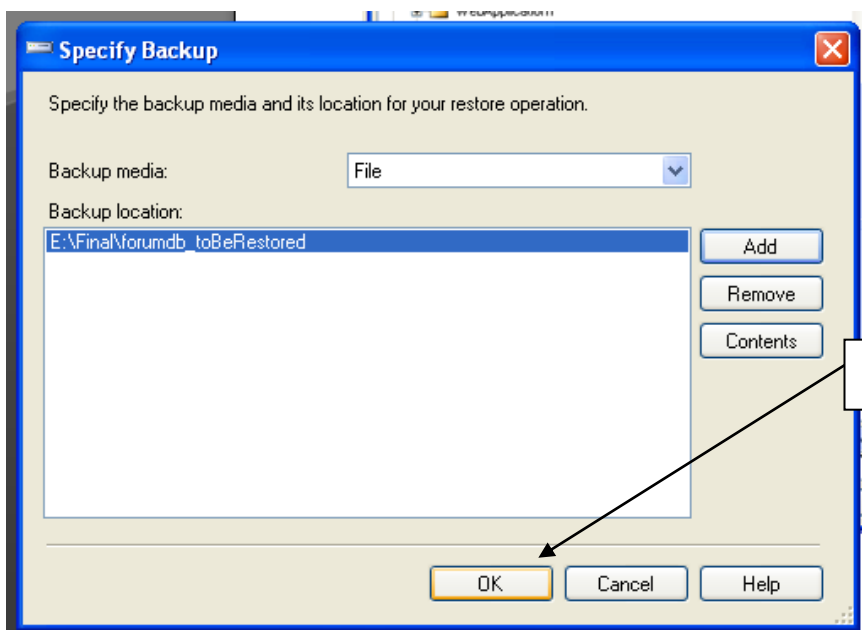 WebApplication1
Specify Backup
Specify the backup media and its location for your restore operation.
Backup media:
File
Backup location:
E:\Final\forumdb_toBeRestored
Add
Remove
Contents
OK
Cancel
Help